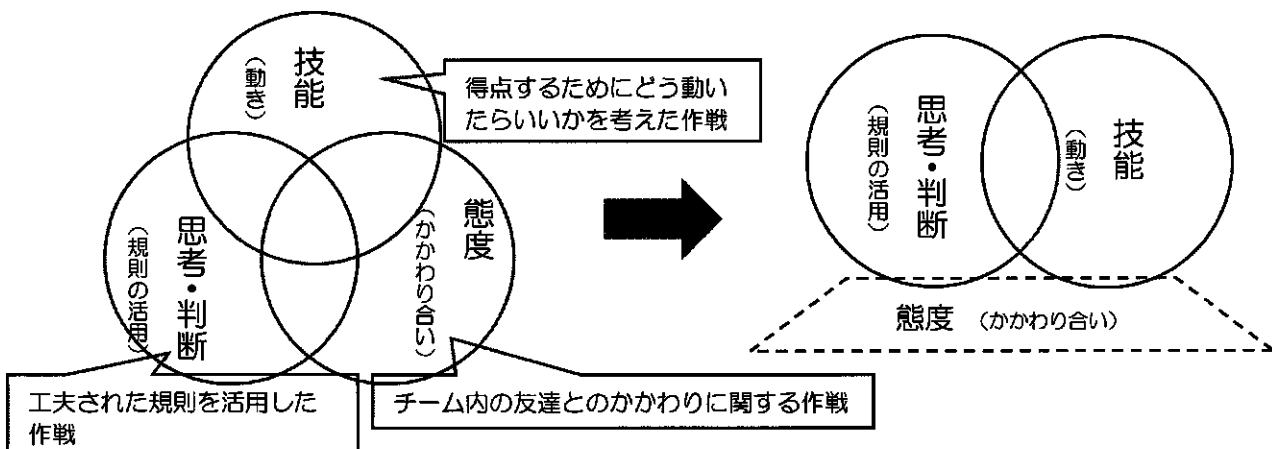 技能
（動き）
得点するためにどう動い
たらいいかを考えた作戦
思考・判断
（規則の活用）
態度
（かかわり合い）
工夫された規則を活用した
作戦
チーム内の友達とのかかわりに関する作戦
思考・判断
（規則の活用）
技能
（動き）
態度 （かかわり合い）